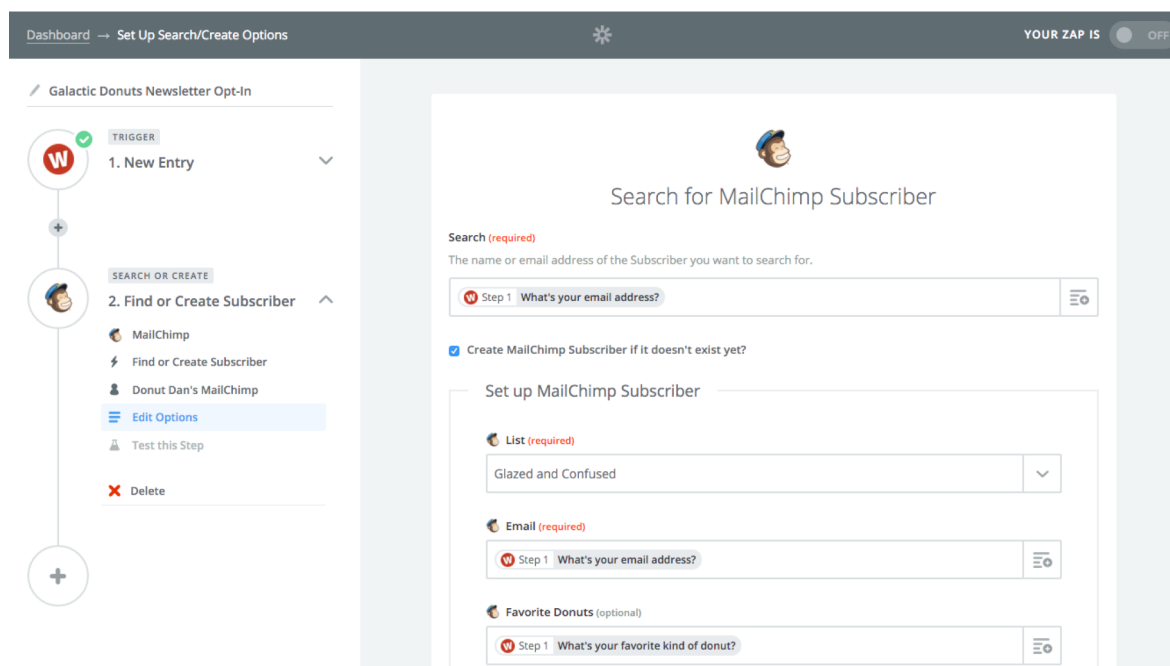 Dashboard → Set Up Search/Create Options
YOUR ZAP IS OFF
Galactic Donuts Newsletter Opt-In
TRIGGER
W
1. New Entry
SEARCH OR CREATE
2. Find or Create Subscriber
MailChimp
Find or Create Subscriber
Donut Dan's MailChimp
Edit Options
Test this Step
Delete
Search for MailChimp Subscriber
Search (required)
The name or email address of the Subscriber you want to search for.
W Step 1 What's your email address?
Create MailChimp Subscriber if it doesn't exist yet?
Set up MailChimp Subscriber
List (required)
Glazed and Confused
Email (required)
W Step 1 What's your email address?
Favorite Donuts (optional)
W Step 1 What's your favorite kind of donut?